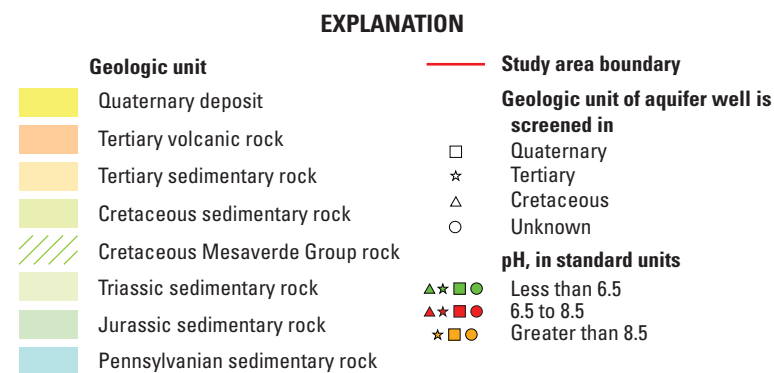 EXPLANATION
Geologic unit
Quaternary deposit
Tertiary volcanic rock
Tertiary sedimentary rock
Cretaceous sedimentary rock
Cretaceous Mesaverde Group rock
Triassic sedimentary rock
Jurassic sedimentary rock
Pennsylvanian sedimentary rock
Study area boundary
Geologic unit of aquifer well is
screened in
Quaternary
Tertiary
Cretaceous
Unknown
pH, in standard units
Less than 6.5
6.5 to 8.5
Greater than 8.5